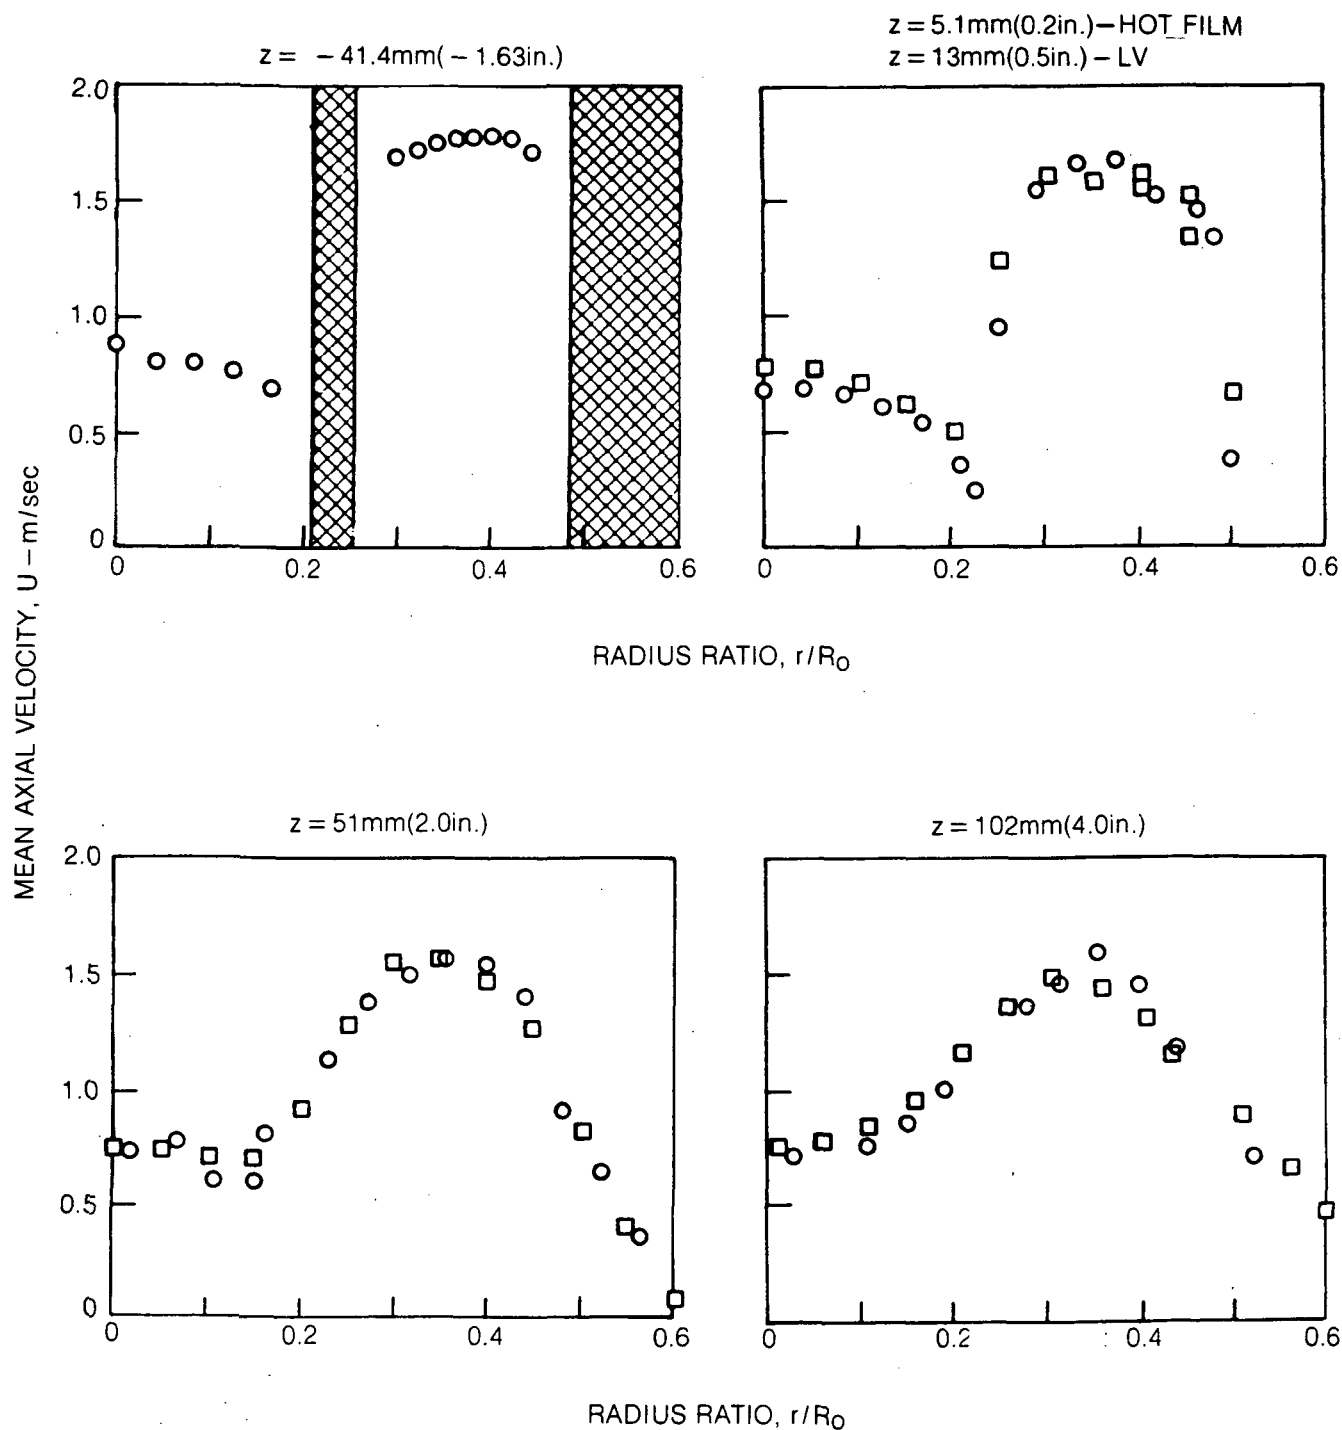 z = 5.1mm(0.2in.)–HOT FILM
z = –41.4mm(–1.63in.)
z = 13mm(0.5in.)–LV
2.0
1.5
1.0
0.5
0
0 0.2 0.4 0.6
0 0.2 0.4 0.6
RADIUS RATIO, r/R₀
MEAN AXIAL VELOCITY, U–m/sec
z = 51mm(2.0in.)
z = 102mm(4.0in.)
2.0
1.5
1.0
0.5
0
0 0.2 0.4 0.6
0 0.2 0.4 0.6
RADIUS RATIO, r/R₀